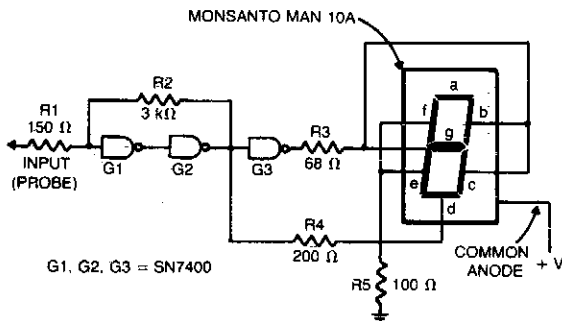 MONSANTO MAN 10A
R1
150 Ω
INPUT
(PROBE)
R2
3 kΩ
G1
G2
G3
R3
68 Ω
a
f
b
g
e
c
d
R4
200 Ω
R5
100 Ω
COMMON
ANODE
+ V
G1, G2, G3 = SN7400